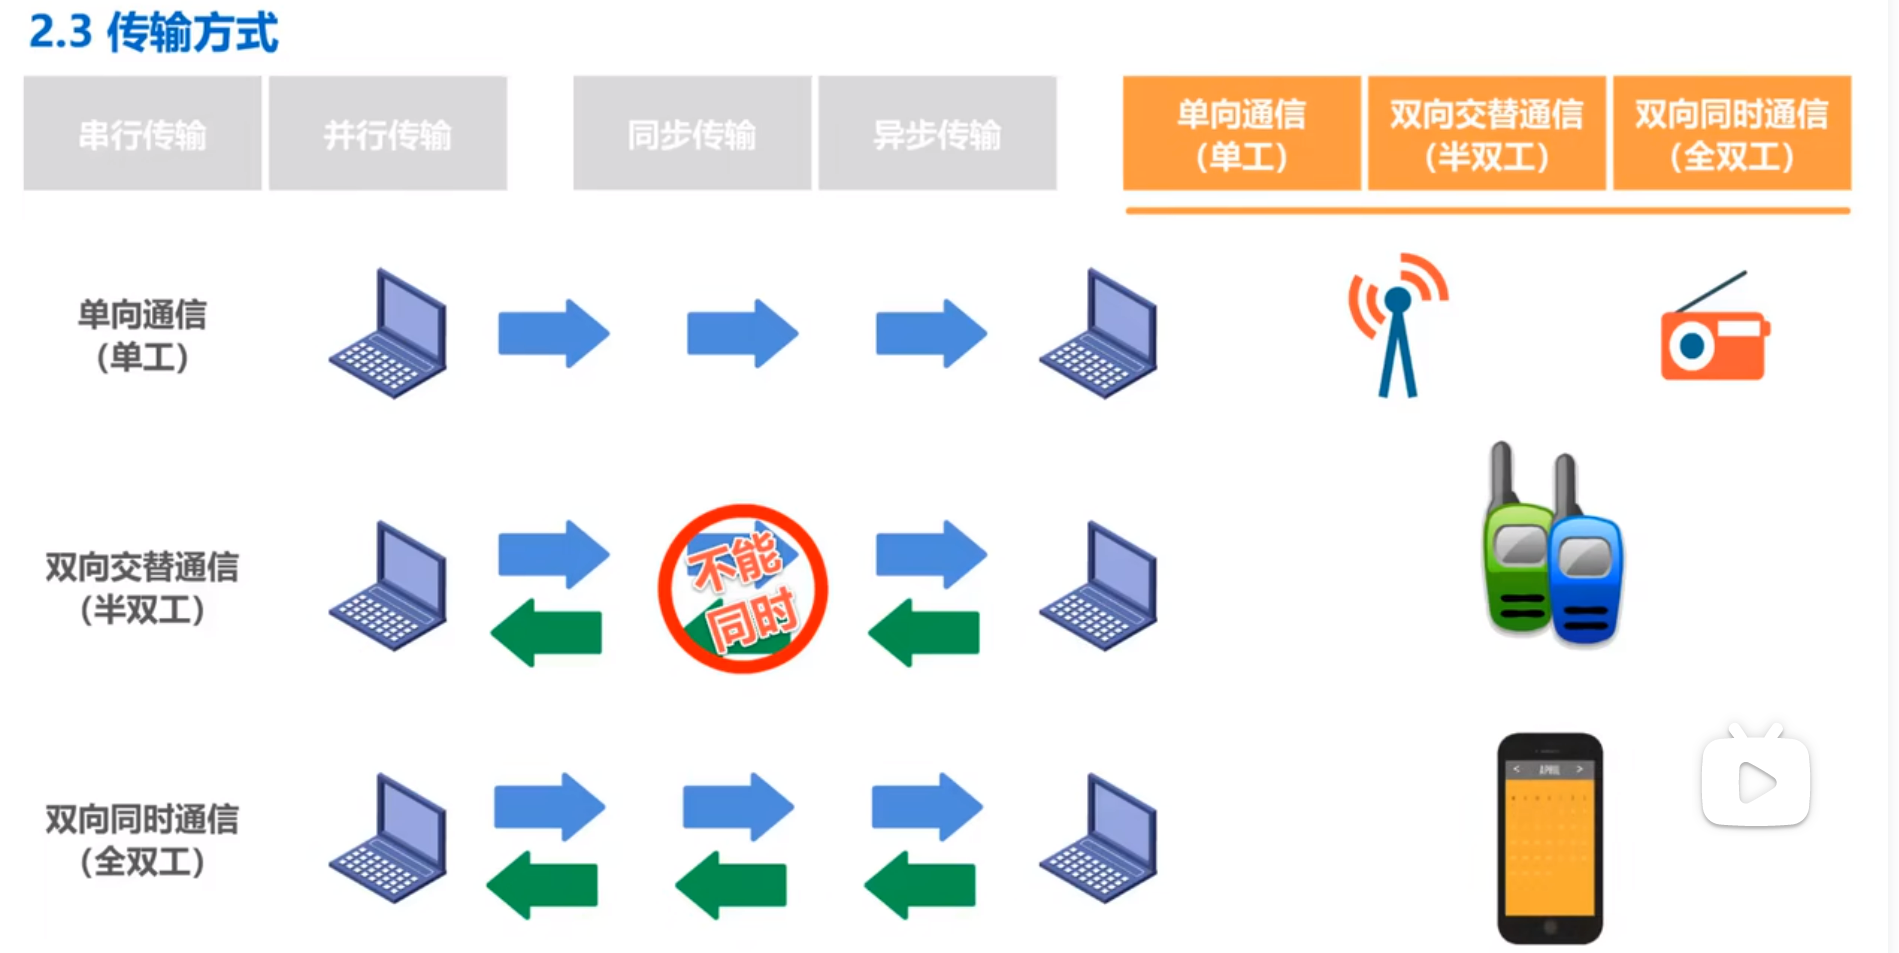 2.3 传输方式
串行传输
并行传输
同步传输
异步传输
单向通信
（单工）
双向交替通信
（半双工）
双向同时通信
（全双工）
单向通信
（单工）
双向交替通信
（半双工）
不能
同时
双向同时通信
（全双工）
< APRIL >